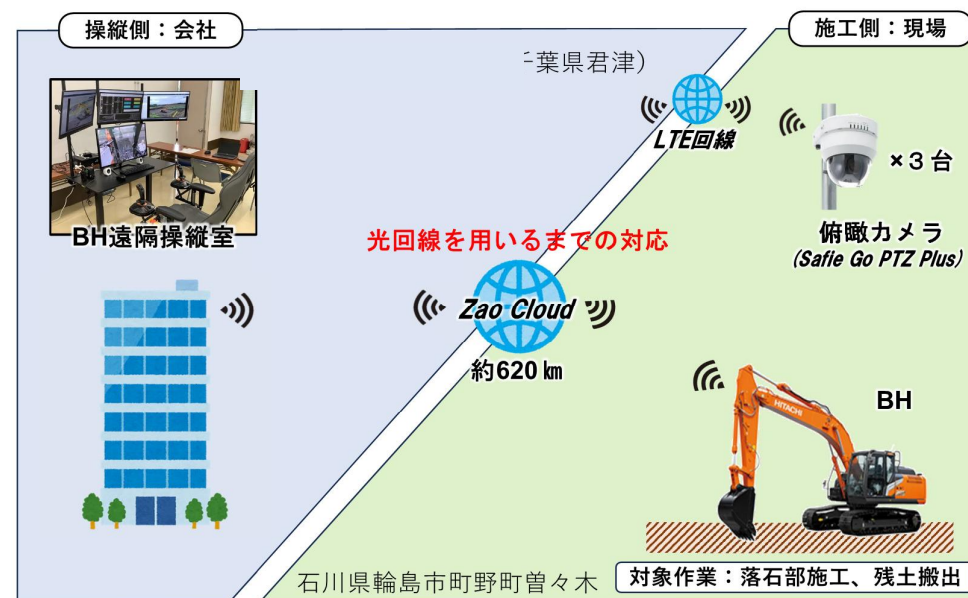 操縦側：会社
施工側：現場
千葉県君津）
LTE回線
×３台
BH遠隔操縦室
俯瞰カメラ
(Safie Go PTZ Plus)
光回線を用いるまでの対応
Zao Cloud
約620㎞
BH
HITACHI
石川県輪島市町野町曽々木
対象作業：落石部施工、残土搬出